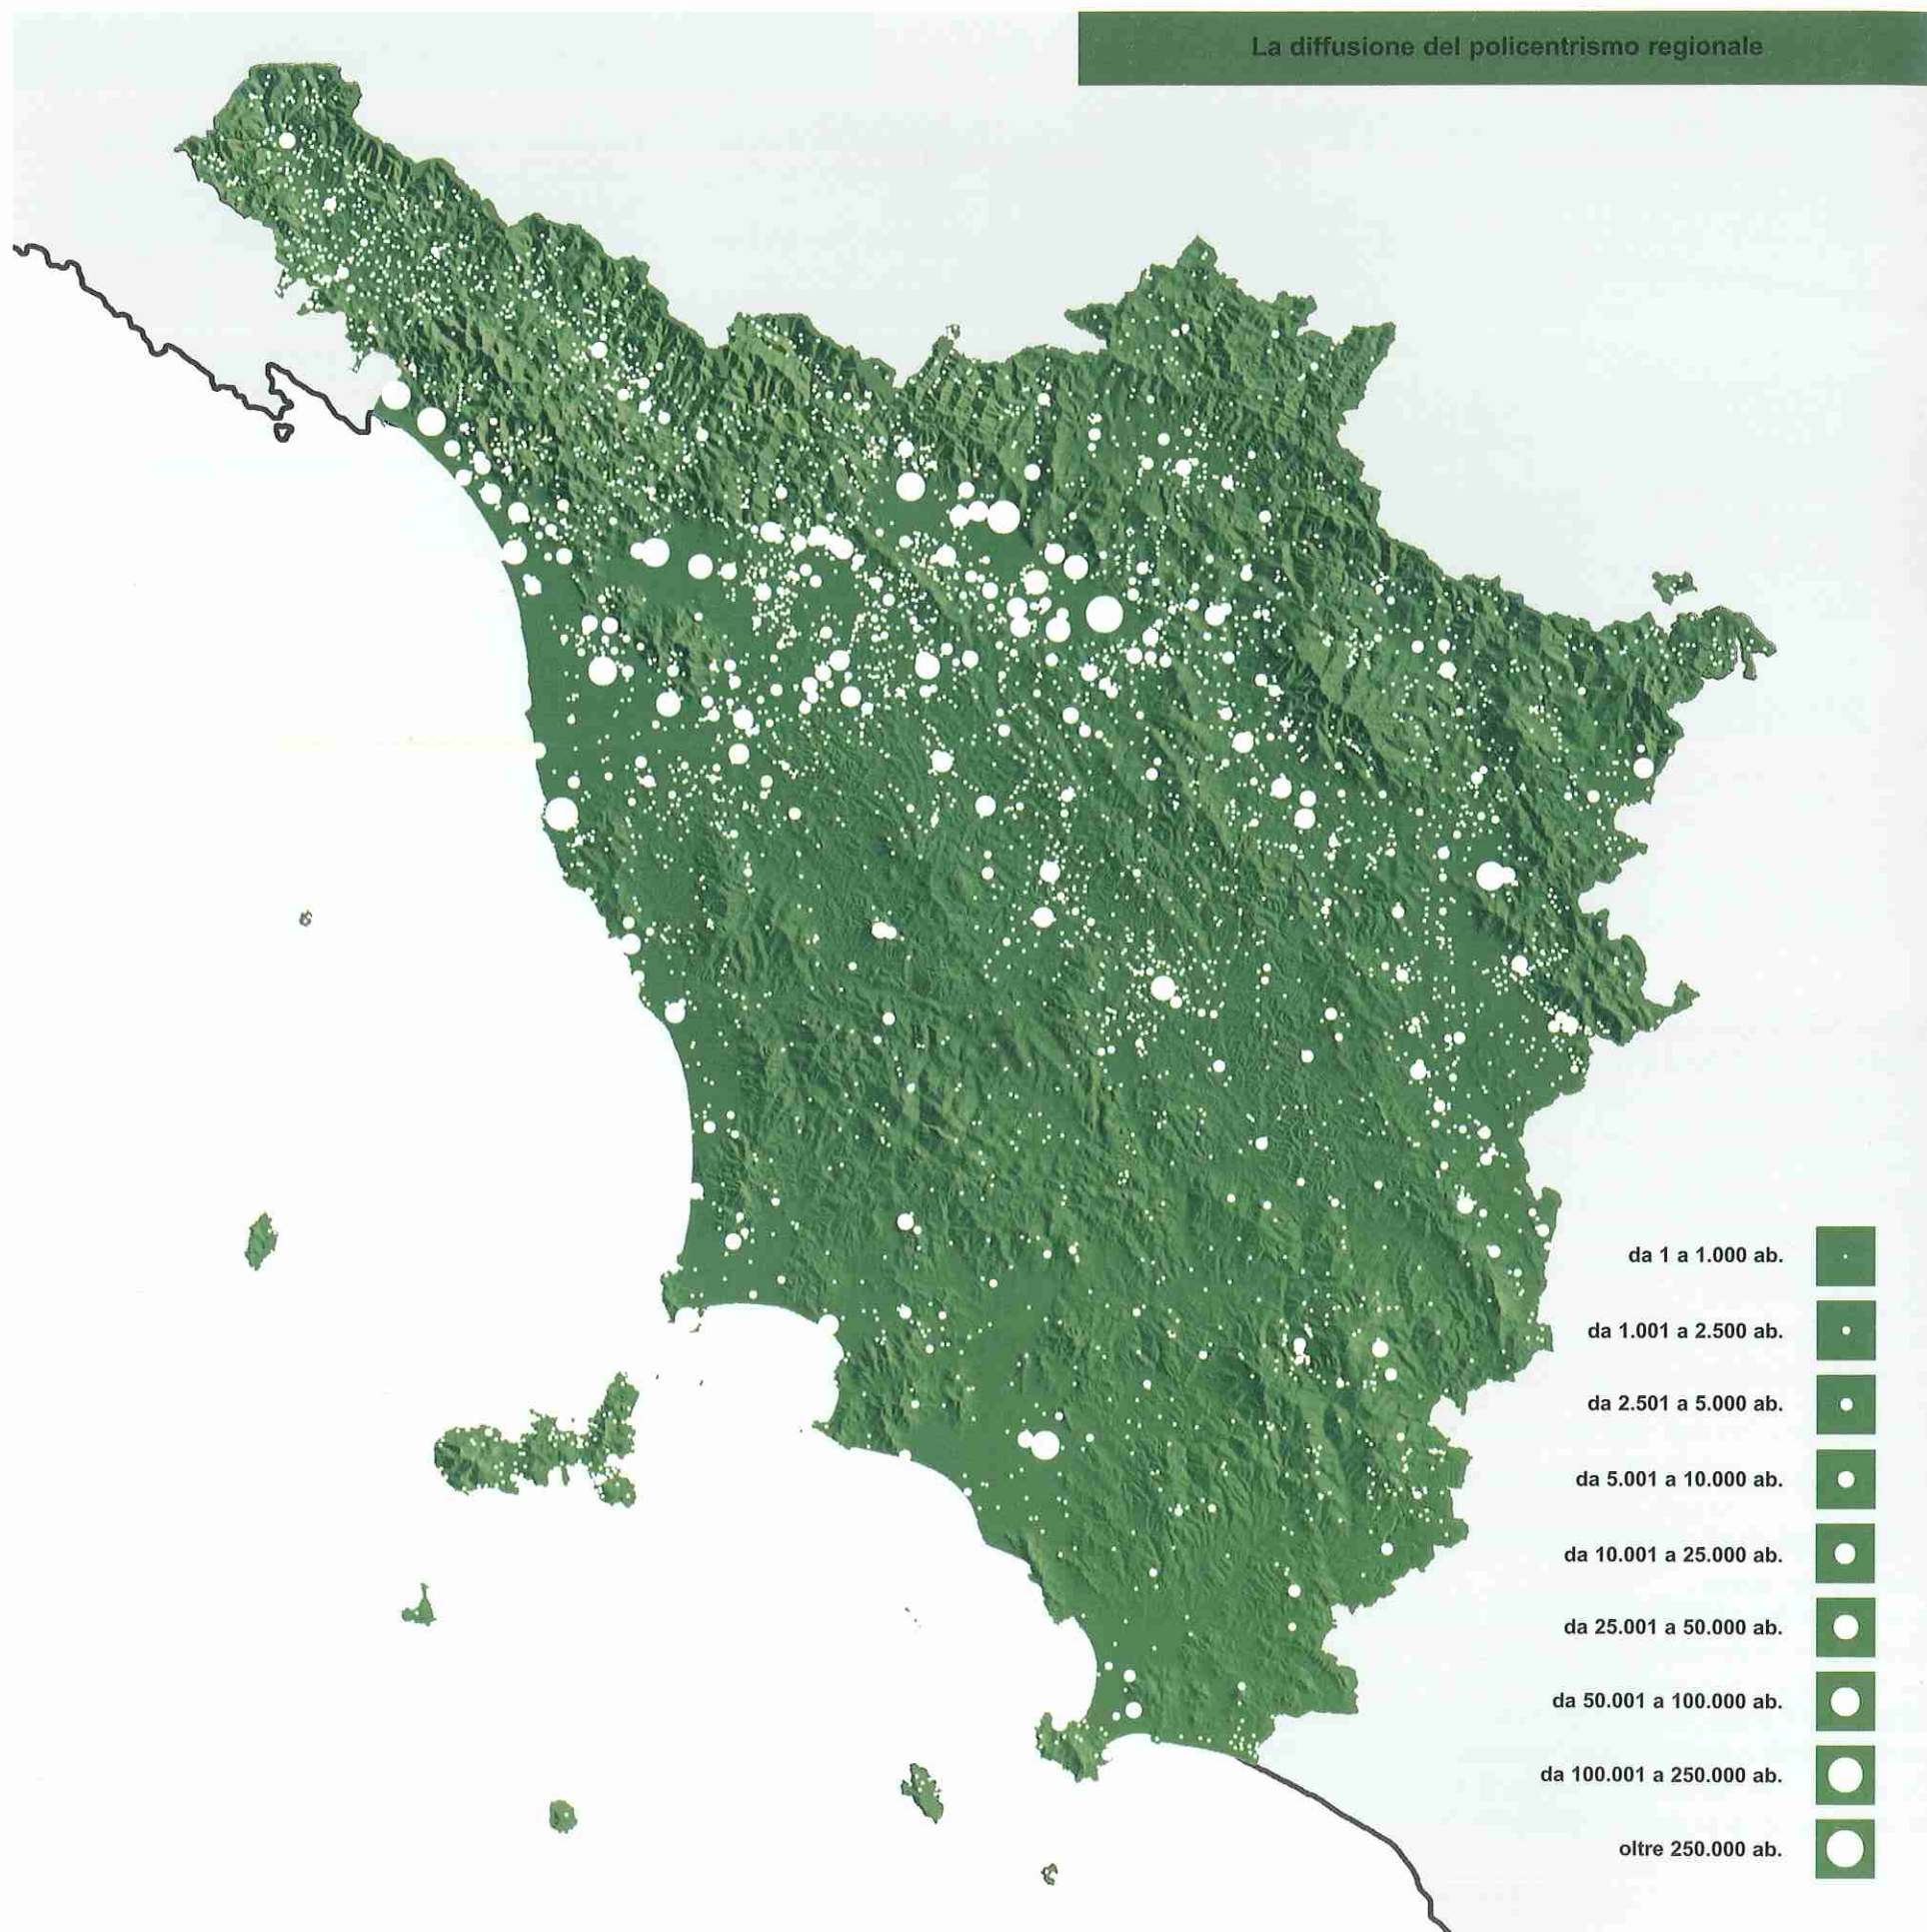 La diffusione del policentrismo regionale
da 1 a 1.000 ab.
da 1.001 a 2.500 ab.
da 2.501 a 5.000 ab.
da 5.001 a 10.000 ab.
da 10.001 a 25.000 ab.
da 25.001 a 50.000 ab.
da 50.001 a 100.000 ab.
da 100.001 a 250.000 ab.
oltre 250.000 ab.